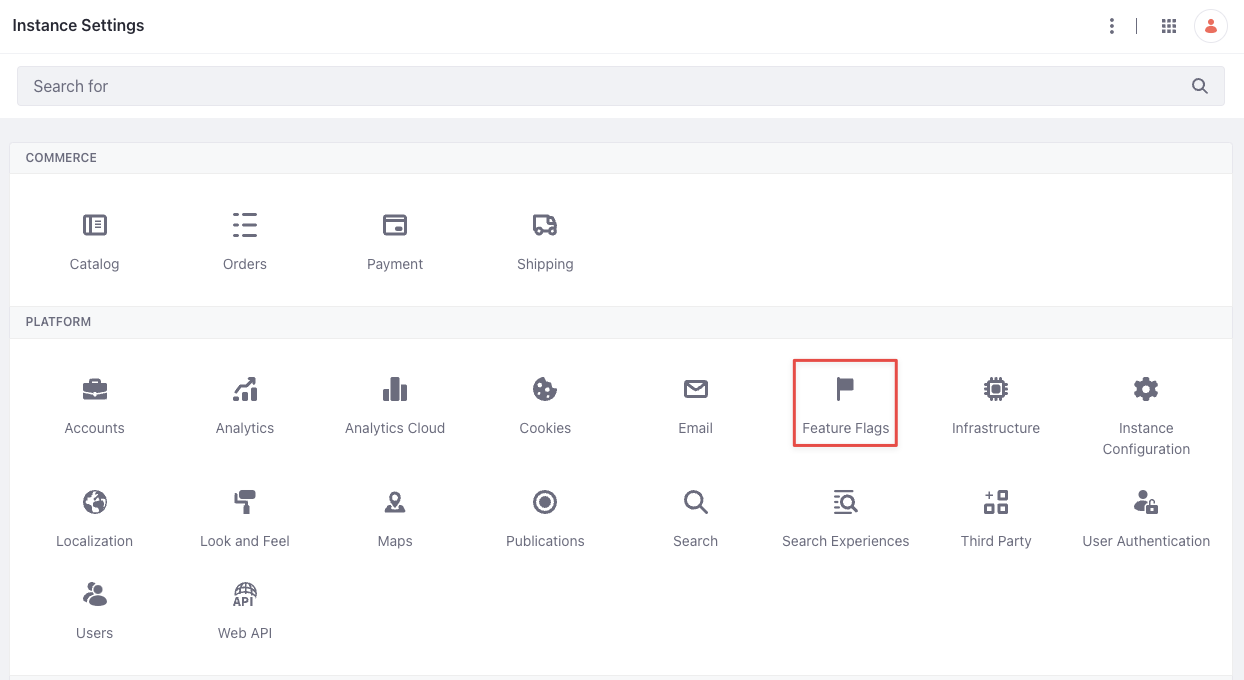 Instance Settings
Search for
COMMERCE
Catalog
Orders
Payment
Shipping
PLATFORM
Accounts
Analytics
Analytics Cloud
Cookies
Email
Feature Flags
Infrastructure
Instance
Configuration
Localization
Look and Feel
Maps
Publications
Search
Search Experiences
Third Party
User Authentication
API
Users
Web API